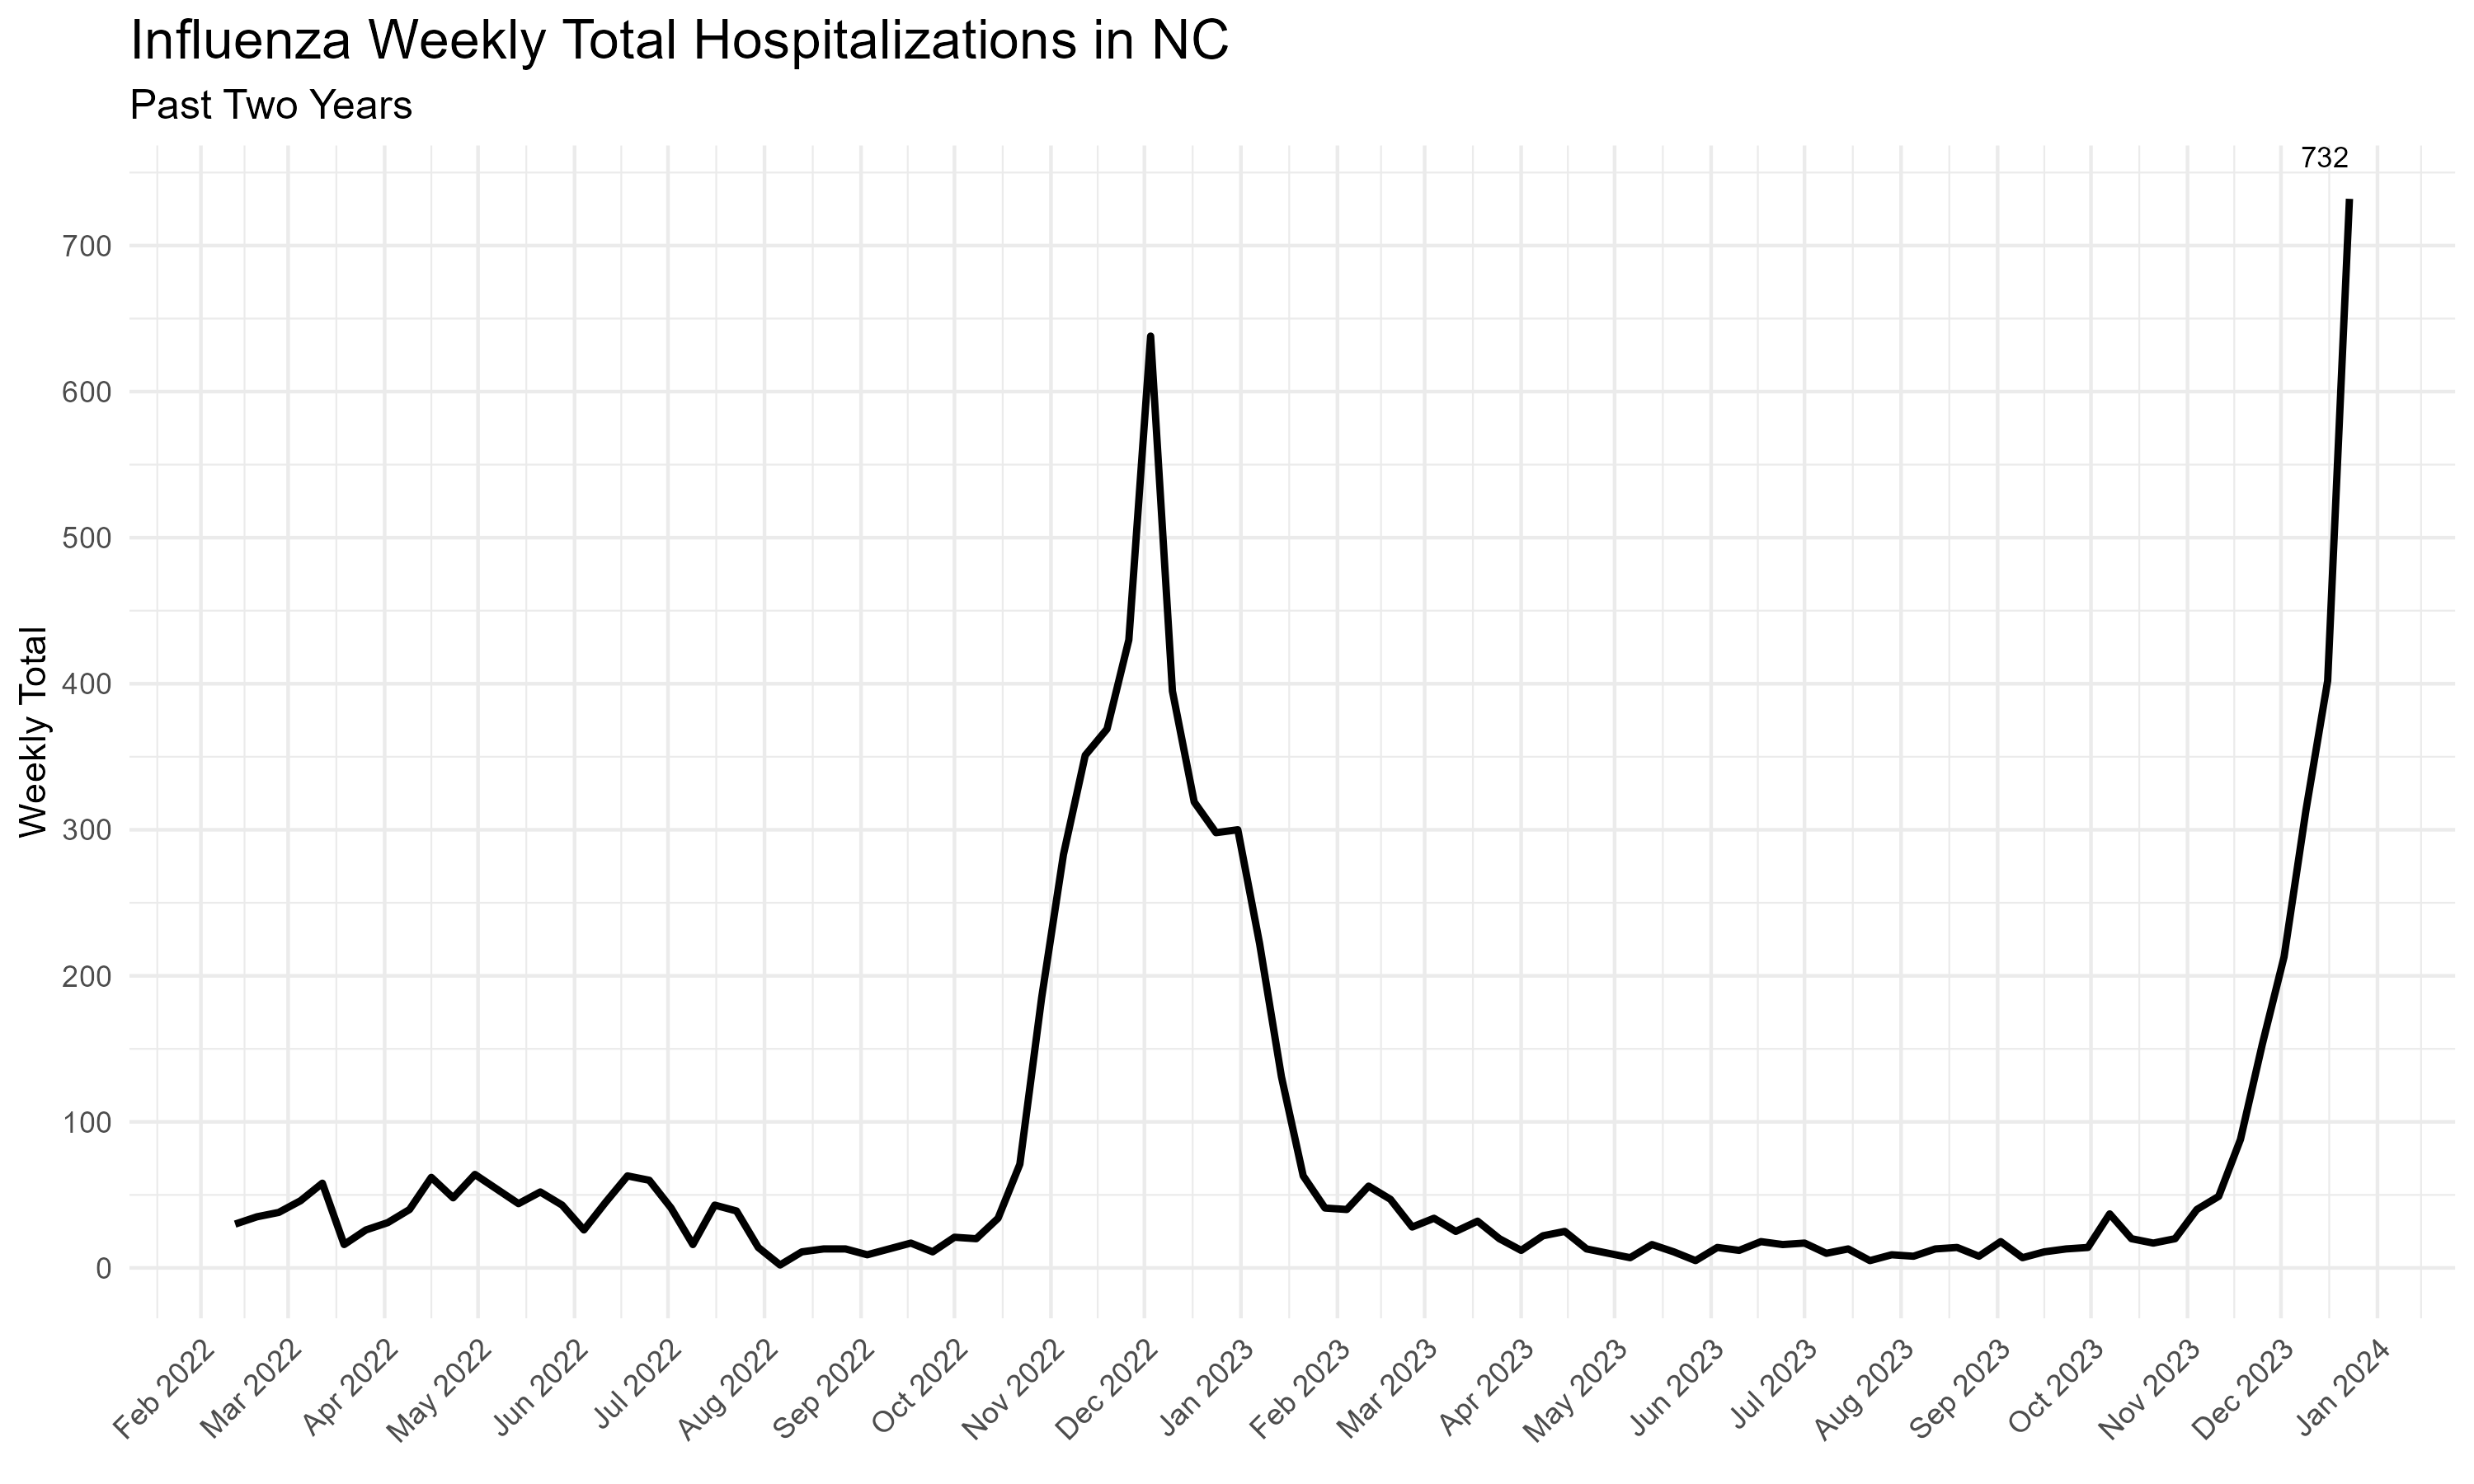 Influenza Weekly Total Hospitalizations in NC
Past Two Years
732
Weekly Total
700
600
500
400
300
200
100
0
Feb 2022
Mar 2022
Apr 2022
May 2022
Jun 2022
Jul 2022
Aug 2022
Sep 2022
Oct 2022
Nov 2022
Dec 2022
Jan 2023
Feb 2023
Mar 2023
Apr 2023
May 2023
Jun 2023
Jul 2023
Aug 2023
Sep 2023
Oct 2023
Nov 2023
Dec 2023
Jan 2024